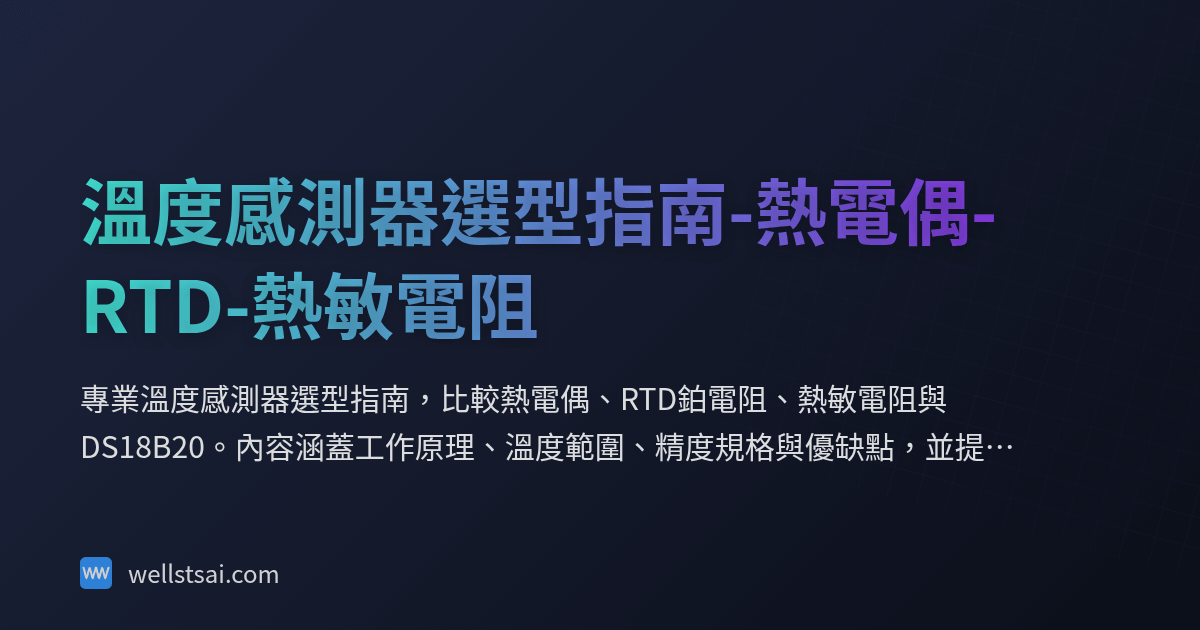 溫度感測器選型指南-熱電偶-
RTD-熱敏電阻
專業溫度感測器選型指南，比較熱電偶、RTD鉑電阻、熱敏電阻與
DS18B20。內容涵蓋工作原理、溫度範圍、精度規格與優缺點，並提⋯
wellstsai.com